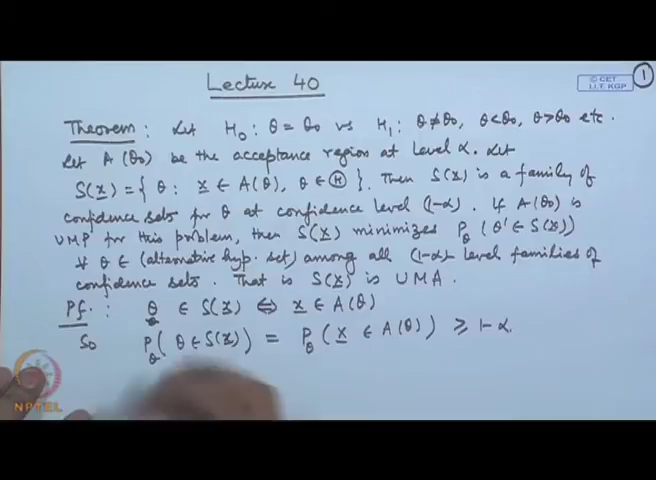 Lecture 40
© CET
I.I.T. KGP
1
Theorem : Let H₀ : θ = θ₀ vs H₁ : θ ≠ θ₀, θ < θ₀, θ > θ₀ etc.
Let A (θ₀) be the acceptance region at level α. Let
S(x) = { θ : x ∈ A(θ), θ ∈ Ⓗ }. Then S(x) is a family of
confidence sets for θ at confidence level (1-α). If A(θ₀) is
UMP for this problem, then S(x) minimizes P_θ (θ' ∈ S(x))
∀ θ ∈ (alternative hyp. set) among all (1-α) level families of
confidence sets. That is S(x) is UMA.
Pf. : θ ∈ S(x) ⇔ x ∈ A(θ)
So P_θ ( θ ∈ S(x) ) = P_θ ( x ∈ A(θ) ) ≥ 1-α.
NPTEL